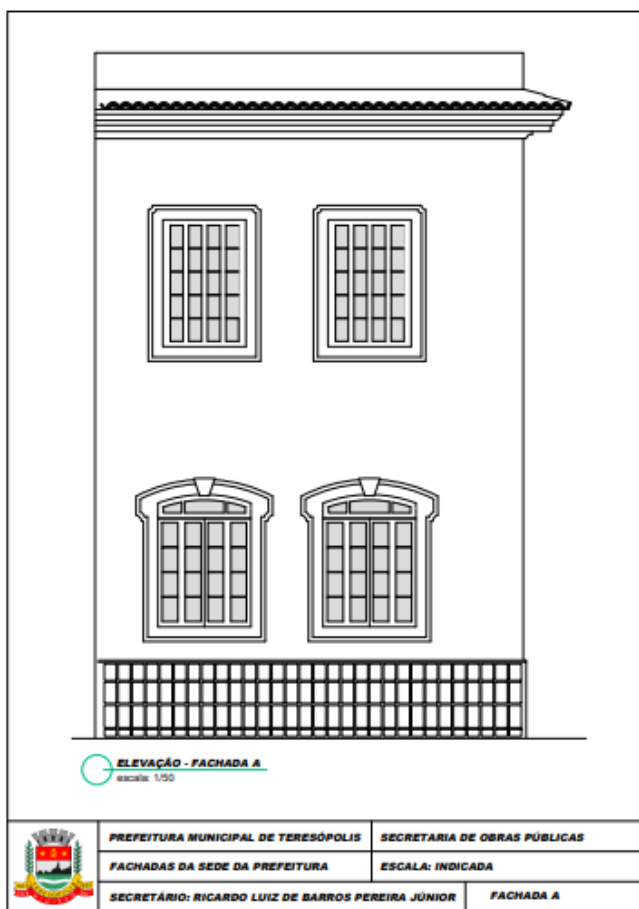 ELEVAÇÃO - FACHADA A
escala: 1/50
PREFEITURA MUNICIPAL DE TERESÓPOLIS
SECRETARIA DE OBRAS PÚBLICAS
FACHADAS DA SEDE DA PREFEITURA
ESCALA: INDICADA
SECRETÁRIO: RICARDO LUIZ DE BARROS PEREIRA JÚNIOR
FACHADA A